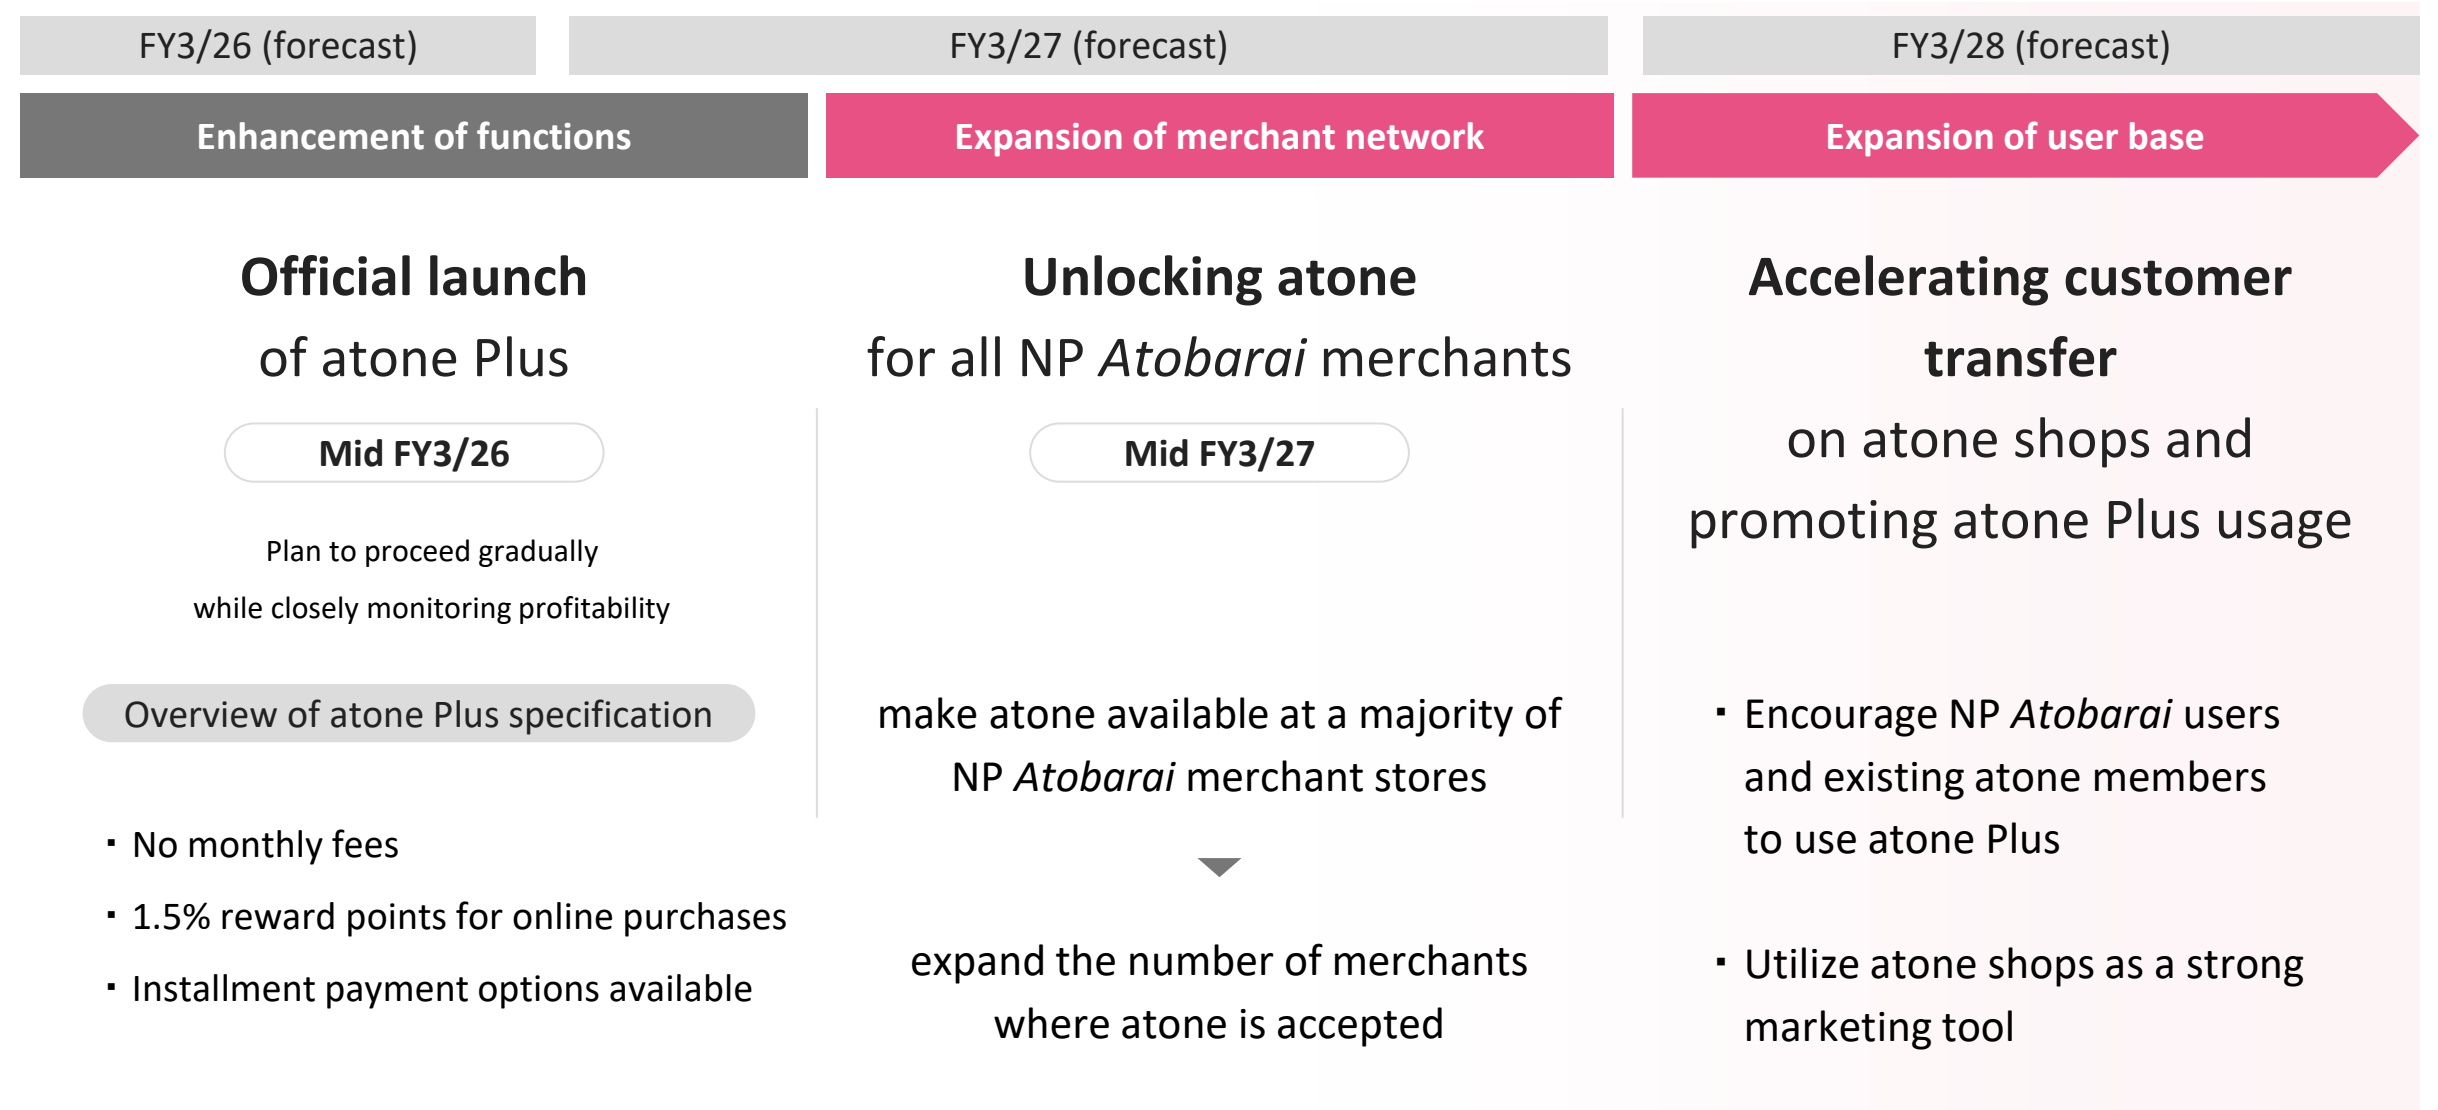 FY3/26 (forecast)
FY3/27 (forecast)
FY3/28 (forecast)
Enhancement of functions
Expansion of merchant network
Expansion of user base
Official launch
of atone Plus
Mid FY3/26
Plan to proceed gradually
while closely monitoring profitability
Overview of atone Plus specification
・No monthly fees
・1.5% reward points for online purchases
・Installment payment options available
Unlocking atone
for all NP Atobarai merchants
Mid FY3/27
make atone available at a majority of
NP Atobarai merchant stores
expand the number of merchants
where atone is accepted
Accelerating customer
transfer
on atone shops and
promoting atone Plus usage
・Encourage NP Atobarai users
and existing atone members
to use atone Plus
・Utilize atone shops as a strong
marketing tool